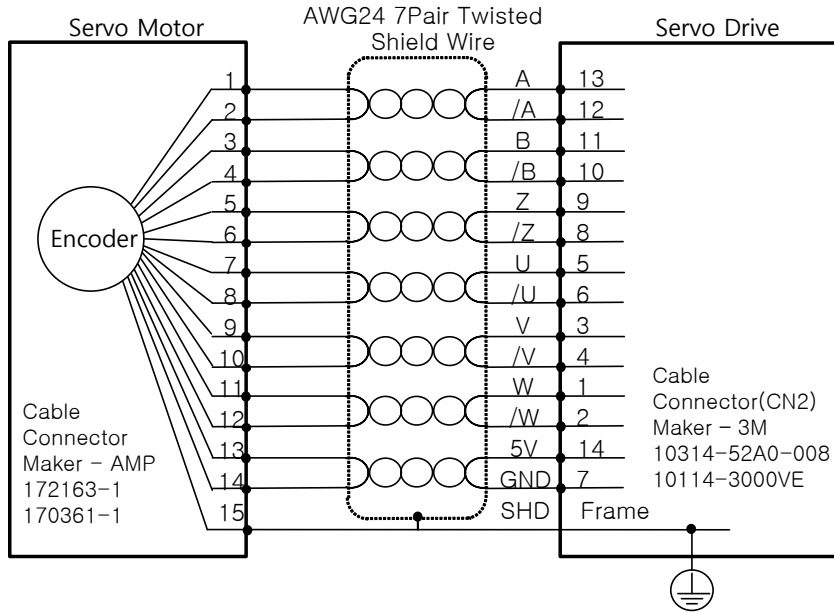 AWG24 7Pair Twisted
Shield Wire
Servo Motor
Servo Drive
1 A 13
2 /A 12
3 B 11
4 /B 10
5 Z 9
Encoder
6 /Z 8
7 U 5
8 /U 6
9 V 3
10 /V 4
11 W 1
12 /W 2
13 5V 14
14 GND 7
15 SHD Frame
Cable
Connector
Maker - AMP
172163-1
170361-1
Cable
Connector(CN2)
Maker - 3M
10314-52A0-008
10114-3000VE